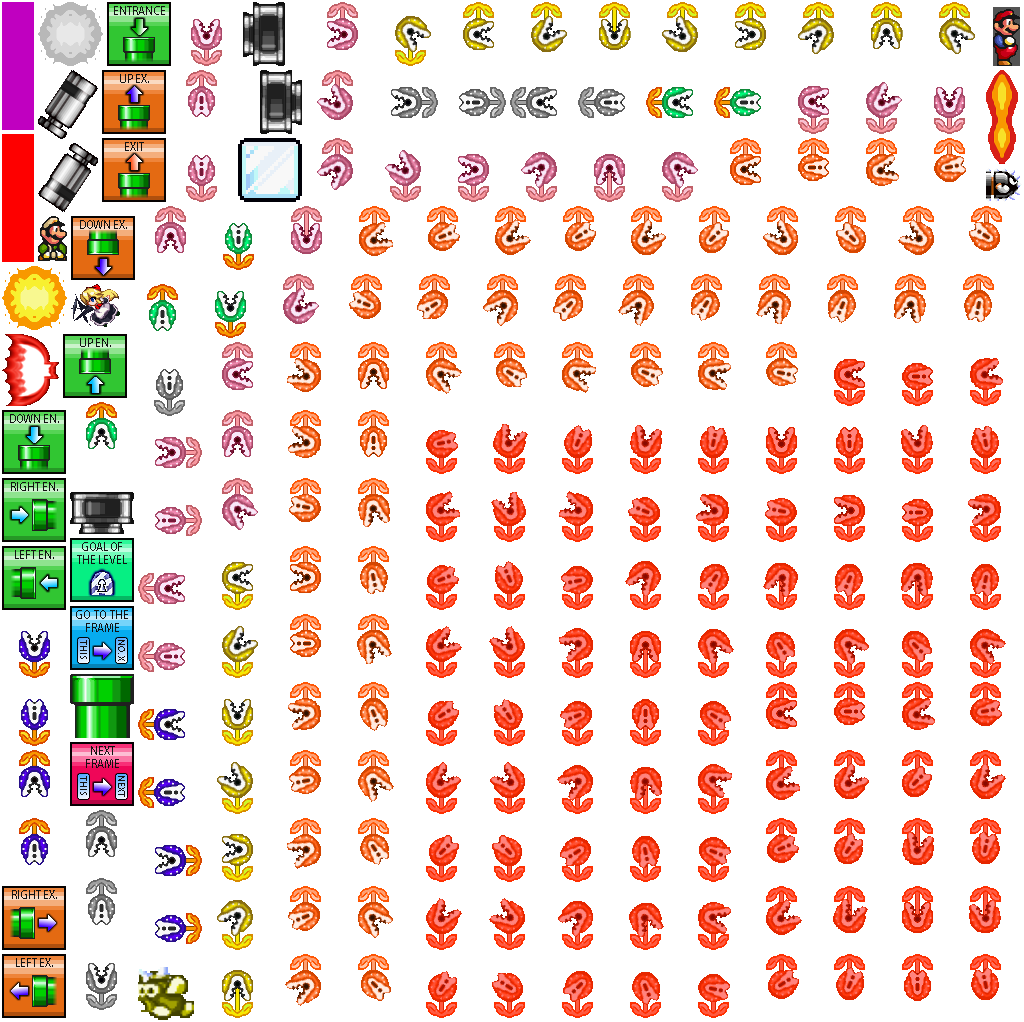 ENTRANCE
UP EX.
EXIT
DOWN EX.
UP EN.
DOWN EN.
RIGHT EN.
LEFT EN.
GOAL OF
THE LEVEL
GO TO THE
FRAME
THIS
NO.X
NEXT
FRAME
THIS
NEXT
RIGHT EX.
LEFT EX.